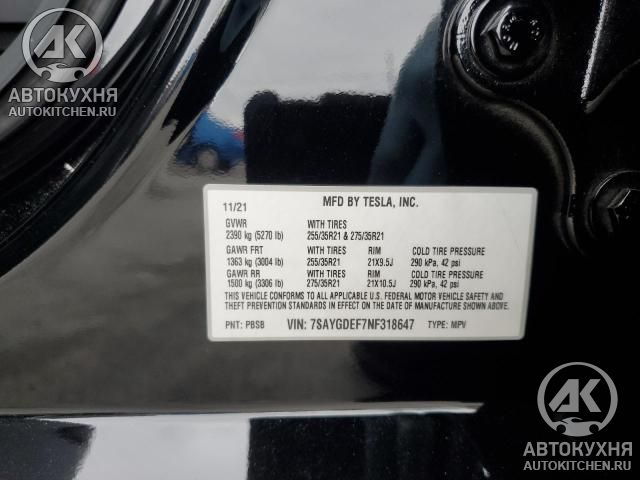 АК
АВТОКУХНЯ
AUTOKITCHEN.RU
11/21 MFD BY TESLA, INC.
GVWR WITH TIRES
2390 kg (5270 lb) 255/35R21 & 275/35R21
GAWR FRT WITH TIRES RIM COLD TIRE PRESSURE
1363 kg (3004 lb) 255/35R21 21X9.5J 290 kPa, 42 psi
GAWR RR WITH TIRES RIM COLD TIRE PRESSURE
1500 kg (3306 lb) 275/35R21 21X10.5J 290 kPa, 42 psi
THIS VEHICLE CONFORMS TO ALL APPLICABLE U.S. FEDERAL MOTOR VEHICLE SAFETY AND
THEFT PREVENTION STANDARDS IN EFFECT ON THE DATE OF MANUFACTURE SHOWN ABOVE.
PNT: PBSB VIN: 7SAYGDEF7NF318647 TYPE: MPV
АК
АВТОКУХНЯ
AUTOKITCHEN.RU